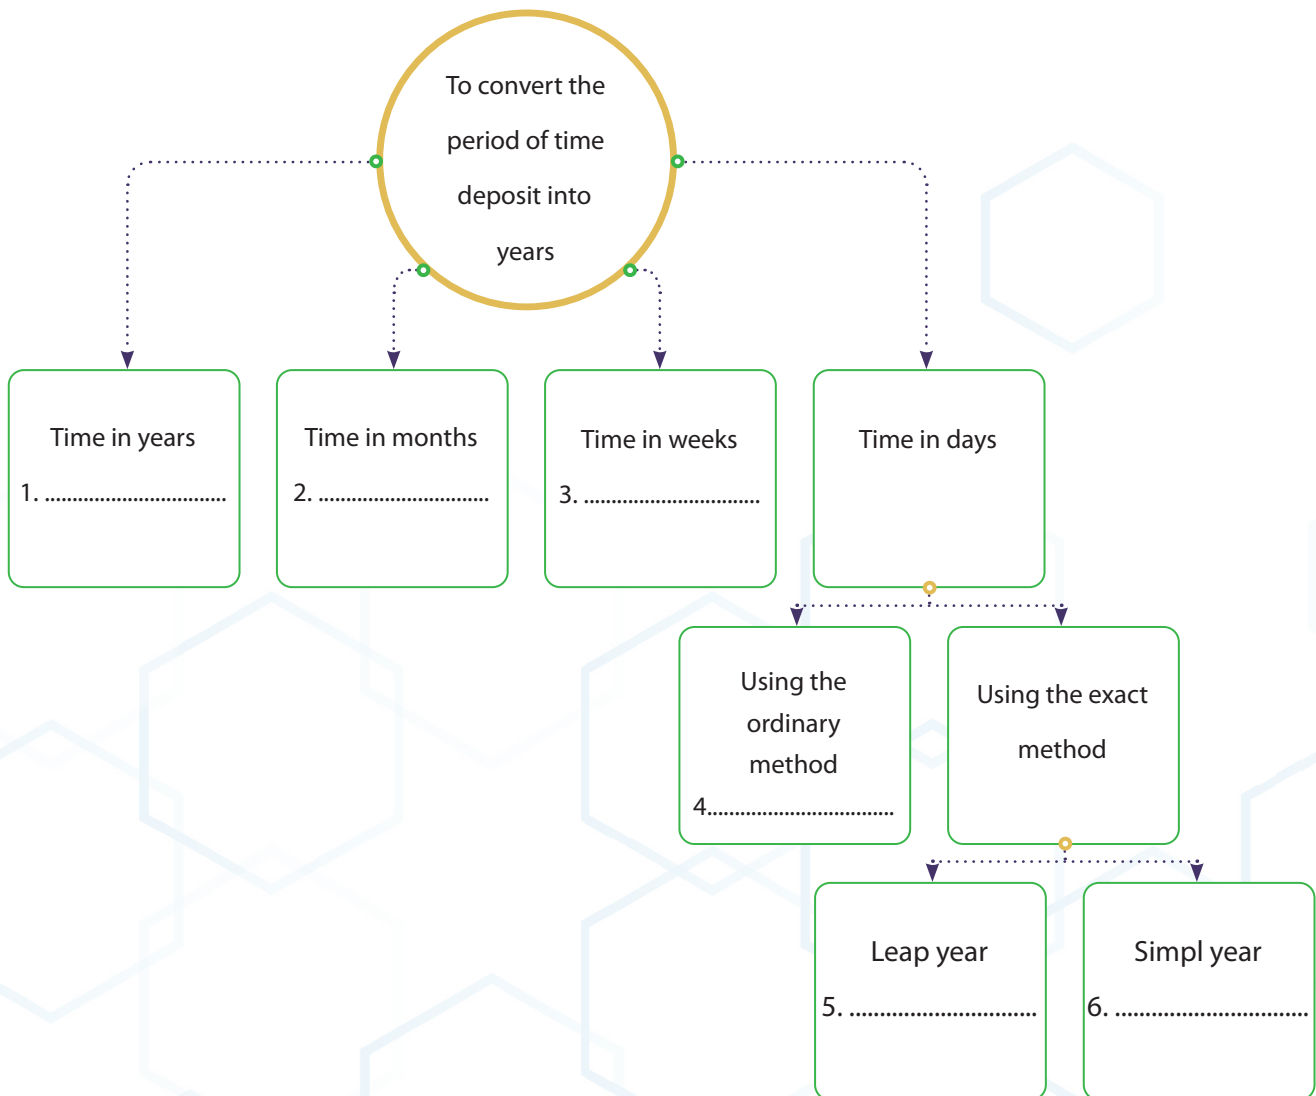 To convert the
period of time
deposit into
years
Time in years
1. .................................
Time in months
2. ...............................
Time in weeks
3. ................................
Time in days
Using the
ordinary
method
4..................................
Using the exact
method
Leap year
5. ..............................
Simpl year
6. ...............................